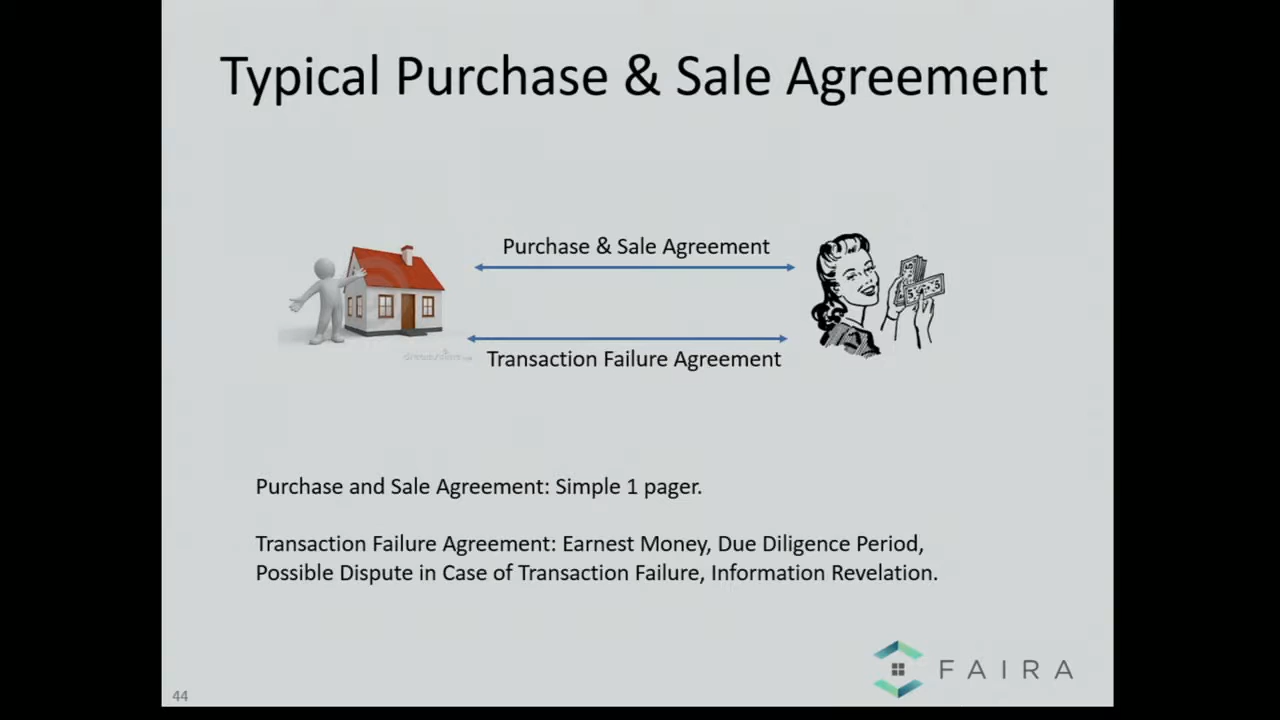 Typical Purchase & Sale Agreement
Purchase & Sale Agreement
Transaction Failure Agreement
Purchase and Sale Agreement: Simple 1 pager.
Transaction Failure Agreement: Earnest Money, Due Diligence Period,
Possible Dispute in Case of Transaction Failure, Information Revelation.
FAIRA
44